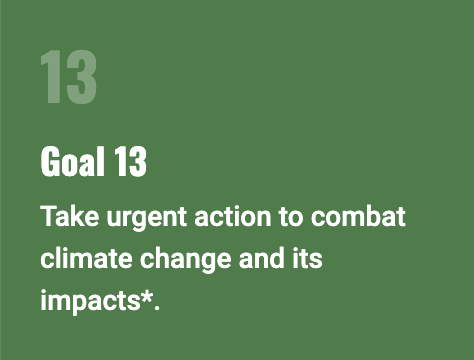 13
Goal 13
Take urgent action to combat
climate change and its
impacts*.